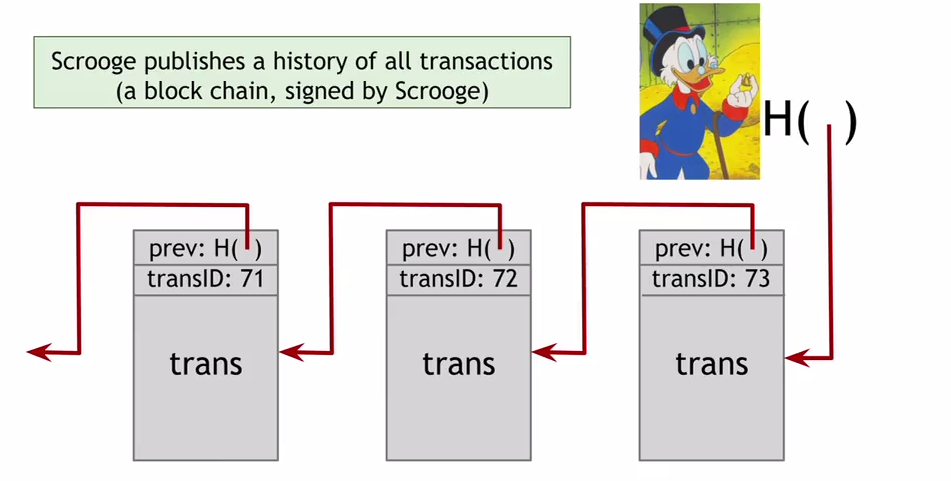 Scrooge publishes a history of all transactions
(a block chain, signed by Scrooge)
H( )
prev: H( )
transID: 71
trans
prev: H( )
transID: 72
trans
prev: H( )
transID: 73
trans